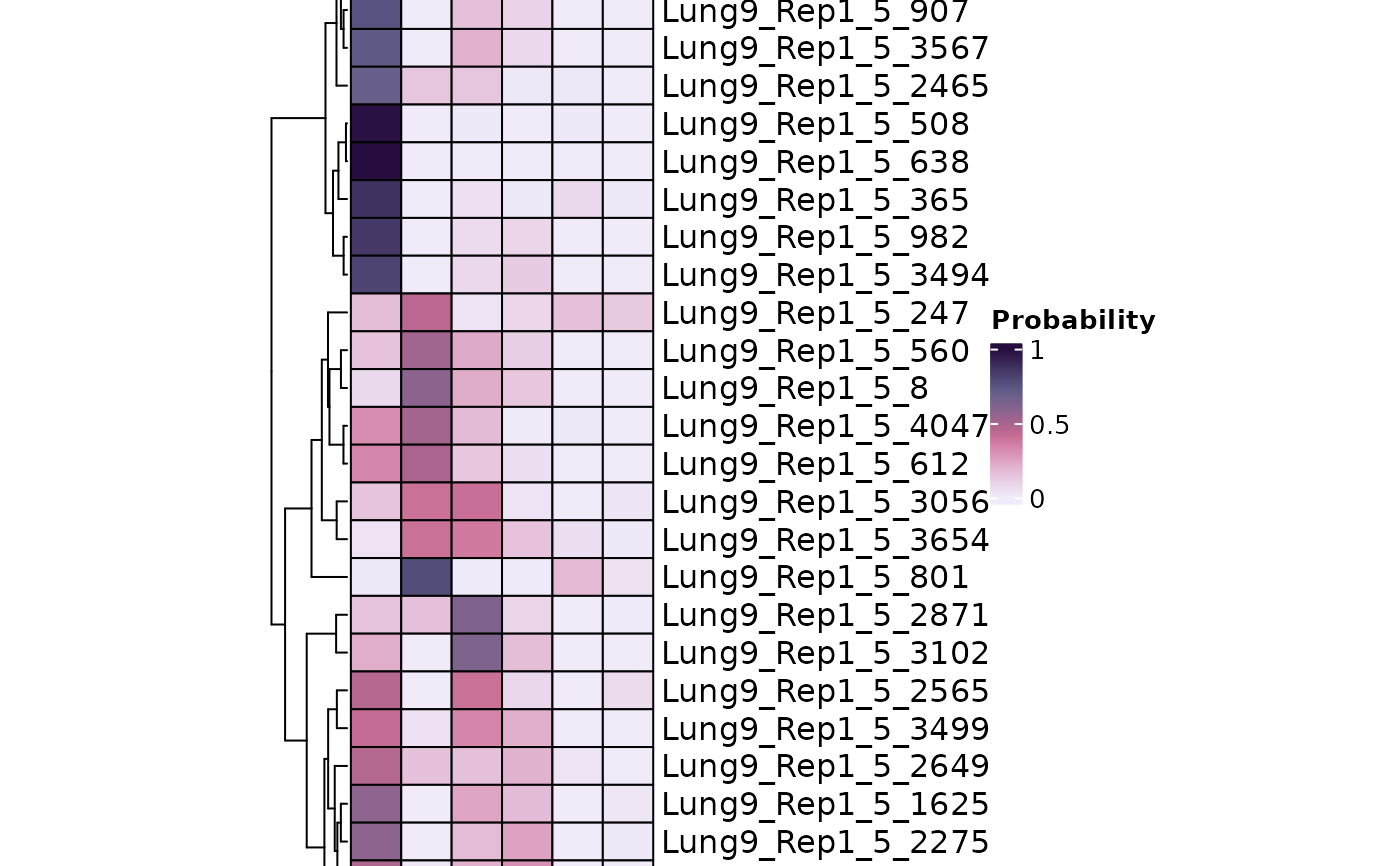 Lung9_Rep1_5_907
Lung9_Rep1_5_3567
Lung9_Rep1_5_2465
Lung9_Rep1_5_508
Lung9_Rep1_5_638
Lung9_Rep1_5_365
Lung9_Rep1_5_982
Lung9_Rep1_5_3494
Lung9_Rep1_5_247
Lung9_Rep1_5_560
Lung9_Rep1_5_8
Lung9_Rep1_5_4047
Lung9_Rep1_5_612
Lung9_Rep1_5_3056
Lung9_Rep1_5_3654
Lung9_Rep1_5_801
Lung9_Rep1_5_2871
Lung9_Rep1_5_3102
Lung9_Rep1_5_2565
Lung9_Rep1_5_3499
Lung9_Rep1_5_2649
Lung9_Rep1_5_1625
Lung9_Rep1_5_2275
Probability
1
0.5
0